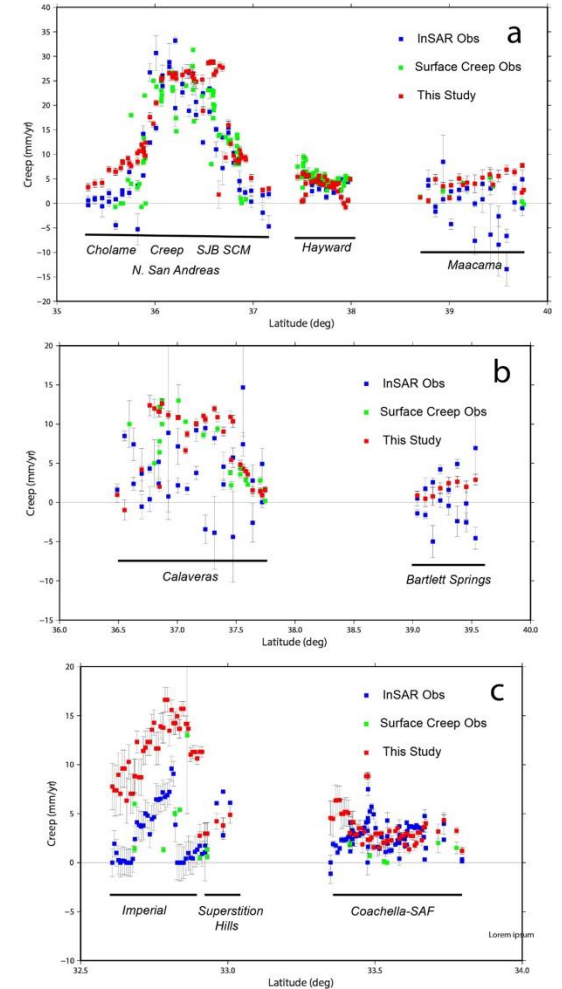 40
35
30
25
20
15
10
5
0
−5
−10
−15
−20
Creep (mm/yr)
a
InSAR Obs
Surface Creep Obs
This Study
Cholame Creep SJB SCM
N. San Andreas
Hayward
Maacama
35 36 37 38 39 40
Latitude (deg)
20
15
10
5
0
−5
−10
−15
Creep (mm/yr)
b
InSAR Obs
Surface Creep Obs
This Study
Calaveras
Bartlett Springs
36.0 36.5 37.0 37.5 38.0 38.5 39.0 39.5 40.0
Latitude (deg)
20
15
10
5
0
−5
−10
Creep (mm/yr)
c
InSAR Obs
Surface Creep Obs
This Study
Imperial
Superstition
Hills
Coachella-SAF
Lorem ipsum
32.5 33.0 33.5 34.0
Latitude (deg)